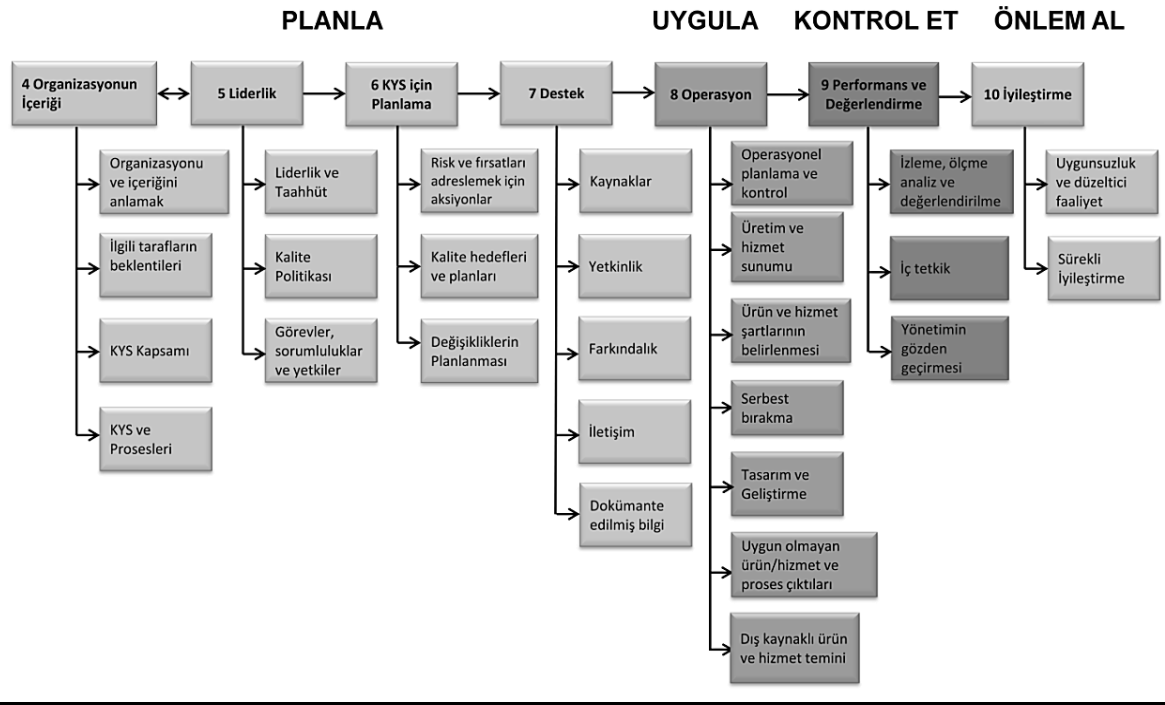 PLANLA
UYGULA
KONTROL ET
ÖNLEM AL
4 Organizasyonun
İçeriği
5 Liderlik
6 KYS için
Planlama
7 Destek
8 Operasyon
9 Performans ve
Değerlendirme
10 İyileştirme
Organizasyonu
ve içeriğini
anlamak
İlgili tarafların
beklentileri
KYS Kapsamı
KYS ve
Prosesleri
Liderlik ve
Taahhüt
Kalite
Politikası
Görevler,
sorumluluklar
ve yetkiler
Risk ve fırsatları
adreslemek için
aksiyonlar
Kalite hedefleri
ve planları
Değişikliklerin
Planlanması
Kaynaklar
Yetkinlik
Farkındalık
İletişim
Dokümante
edilmiş bilgi
Operasyonel
planlama ve
kontrol
Üretim ve
hizmet
sunumu
Ürün ve hizmet
şartlarının
belirlenmesi
Serbest
bırakma
Tasarım ve
Geliştirme
Uygun olmayan
ürün/hizmet ve
proses çıktıları
Dış kaynaklı ürün
ve hizmet temini
İzleme, ölçme
analiz ve
değerlendirilme
İç tetkik
Yönetimin
gözden
geçirmesi
Uygunsuzluk
ve düzeltici
faaliyet
Sürekli
İyileştirme